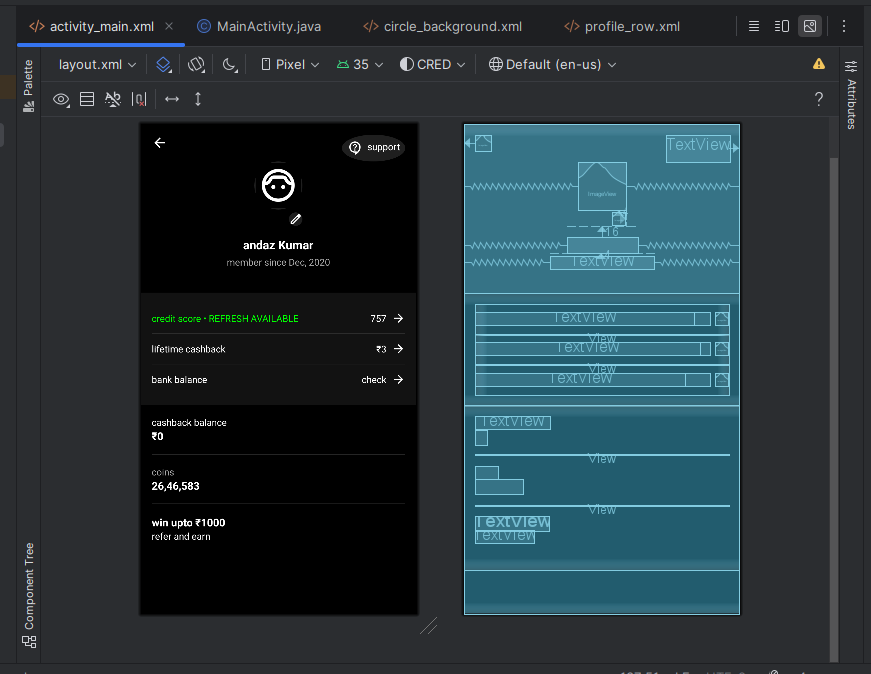 activity_main.xml
MainActivity.java
circle_background.xml
profile_row.xml
layout.xml
Pixel
35
CRED
Default (en-us)
Palette
Attributes
Component Tree
?
support
andaz Kumar
member since Dec, 2020
credit score • REFRESH AVAILABLE 757
lifetime cashback ₹3
bank balance check
cashback balance
₹0
coins
26,46,583
win upto ₹1000
refer and earn
TextView
ImageView
16
TextView
TextView
View
TextView
View
TextView
TextView
View
View
TextView
TextView